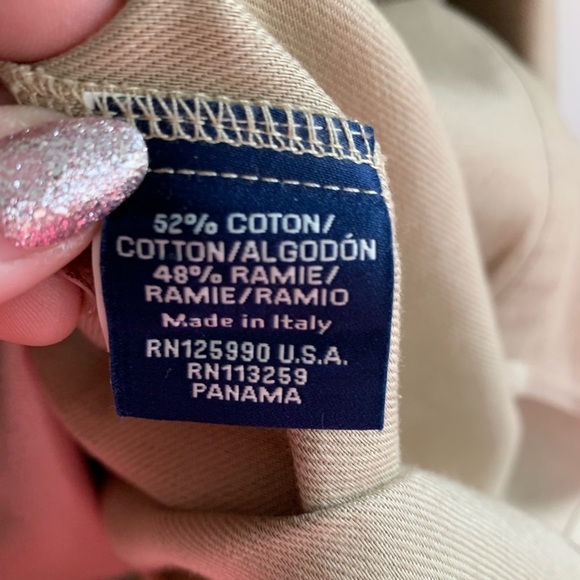 52% COTON/
COTTON/ALGODÓN
48% RAMIE/
RAMIE/RAMIO
Made in Italy
RN125990 U.S.A.
RN113259
PANAMA